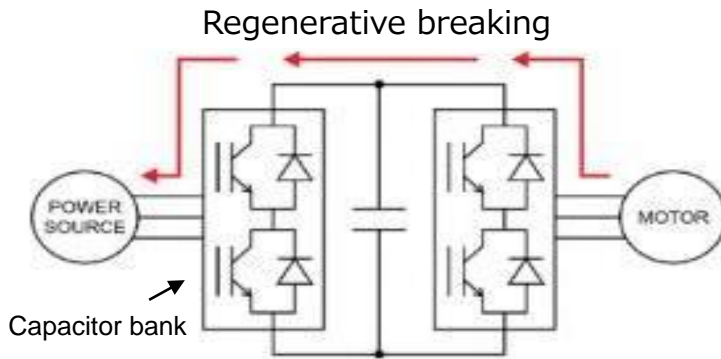 Regenerative breaking
POWER
SOURCE
MOTOR
Capacitor bank